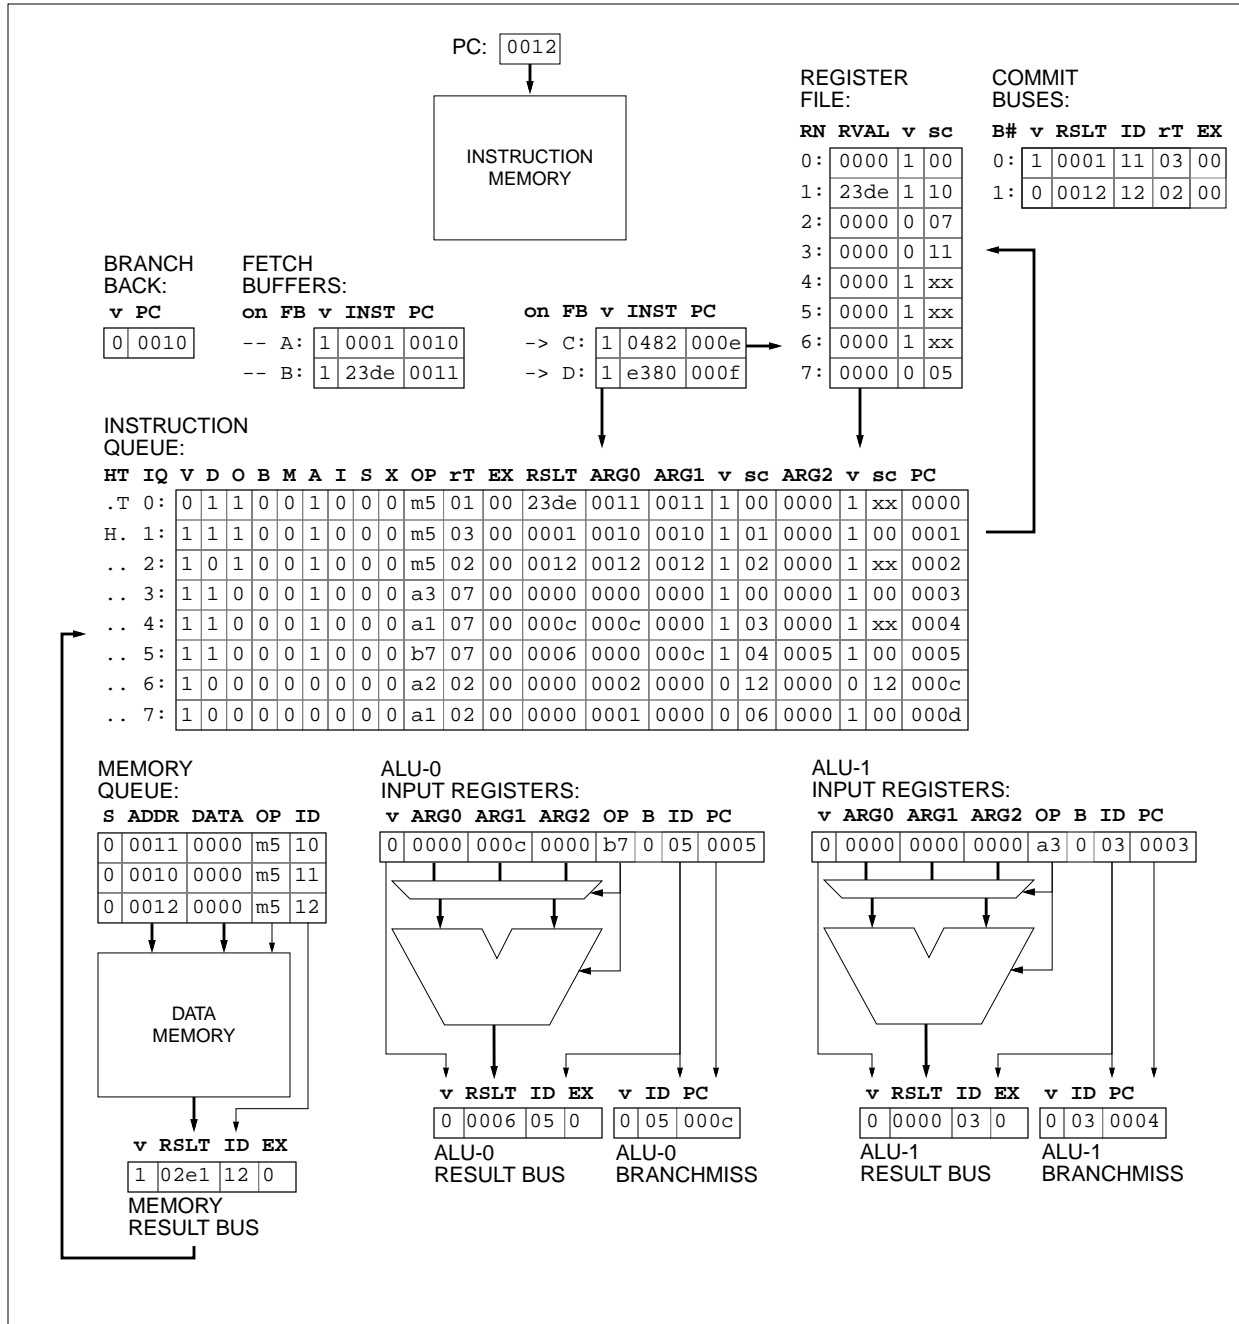 PC: 0012
INSTRUCTION
MEMORY
REGISTER
FILE:
RN RVAL v sc
0: 0000 1 00
1: 23de 1 10
2: 0000 0 07
3: 0000 0 11
4: 0000 1 xx
5: 0000 1 xx
6: 0000 1 xx
7: 0000 0 05
COMMIT
BUSES:
B# v RSLT ID rT EX
0: 1 0001 11 03 00
1: 0 0012 12 02 00
BRANCH
BACK:
v PC
0 0010
FETCH
BUFFERS:
on FB v INST PC
-- A: 1 0001 0010
-- B: 1 23de 0011
on FB v INST PC
-> C: 1 0482 000e
-> D: 1 e380 000f
INSTRUCTION
QUEUE:
HT IQ V D O B M A I S X OP rT EX RSLT ARG0 ARG1 v sc ARG2 v sc PC
.T 0: 0 1 1 0 0 1 0 0 0 m5 01 00 23de 0011 0011 1 00 0000 1 xx 0000
H. 1: 1 1 1 0 0 1 0 0 0 m5 03 00 0001 0010 0010 1 01 0000 1 00 0001
.. 2: 1 0 1 0 0 1 0 0 0 m5 02 00 0012 0012 0012 1 02 0000 1 xx 0002
.. 3: 1 1 0 0 0 1 0 0 0 a3 07 00 0000 0000 0000 1 00 0000 1 00 0003
.. 4: 1 1 0 0 0 1 0 0 0 a1 07 00 000c 000c 0000 1 03 0000 1 xx 0004
.. 5: 1 1 0 0 0 1 0 0 0 b7 07 00 0006 0000 000c 1 04 0005 1 00 0005
.. 6: 1 0 0 0 0 0 0 0 0 a2 02 00 0000 0002 0000 0 12 0000 0 12 000c
.. 7: 1 0 0 0 0 0 0 0 0 a1 02 00 0000 0001 0000 0 06 0000 1 00 000d
MEMORY
QUEUE:
S ADDR DATA OP ID
0 0011 0000 m5 10
0 0010 0000 m5 11
0 0012 0000 m5 12
DATA
MEMORY
v RSLT ID EX
1 02e1 12 0
MEMORY
RESULT BUS
ALU-0
INPUT REGISTERS:
v ARG0 ARG1 ARG2 OP B ID PC
0 0000 000c 0000 b7 0 05 0005
v RSLT ID EX
0 0006 05 0
ALU-0
RESULT BUS
v ID PC
0 05 000c
ALU-0
BRANCHMISS
ALU-1
INPUT REGISTERS:
v ARG0 ARG1 ARG2 OP B ID PC
0 0000 0000 0000 a3 0 03 0003
v RSLT ID EX
0 0000 03 0
ALU-1
RESULT BUS
v ID PC
0 03 0004
ALU-1
BRANCHMISS